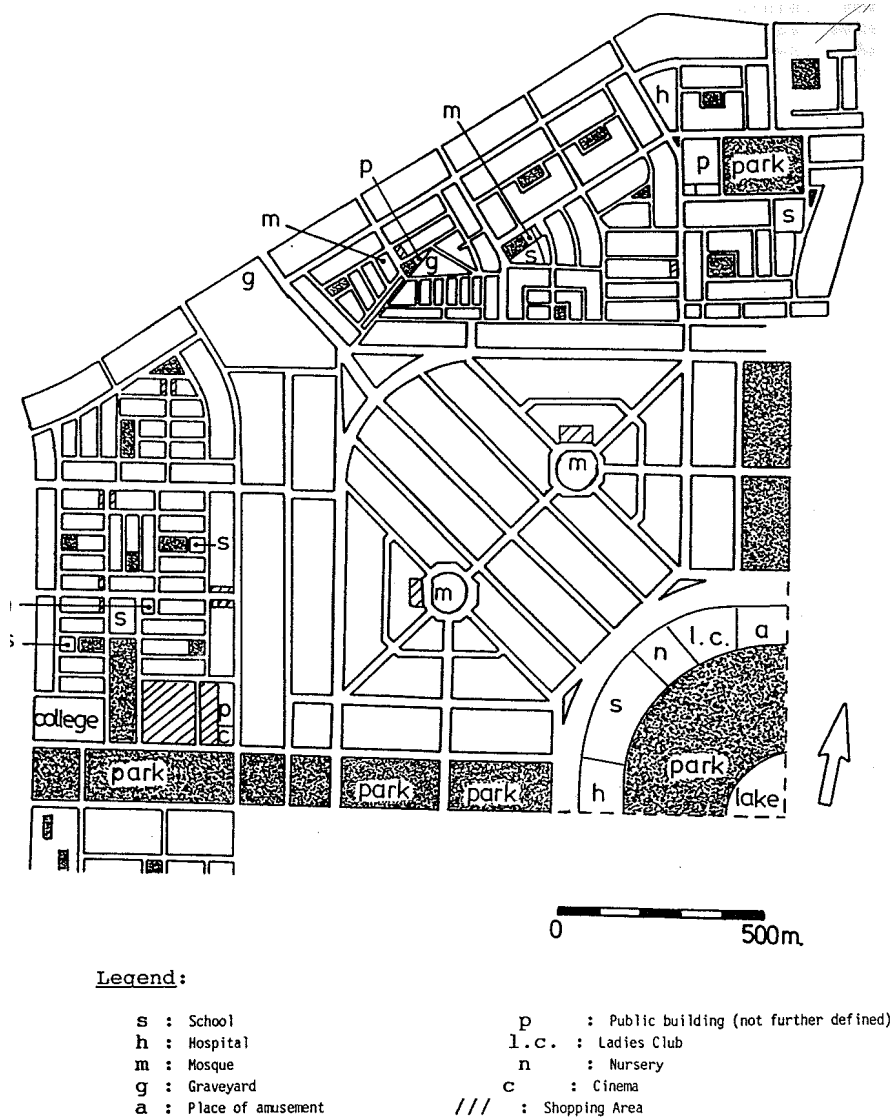 h
m
p
park
p
m
s
g
s
g
m
s
m
s
s
n
l.c.
a
s
p
college
c
park
park
park
park
h
lake
0
500m.
Legend:
s : School
h : Hospital
m : Mosque
g : Graveyard
a : Place of amusement
p : Public building (not further defined)
l.c. : Ladies Club
n : Nursery
c : Cinema
/// : Shopping Area